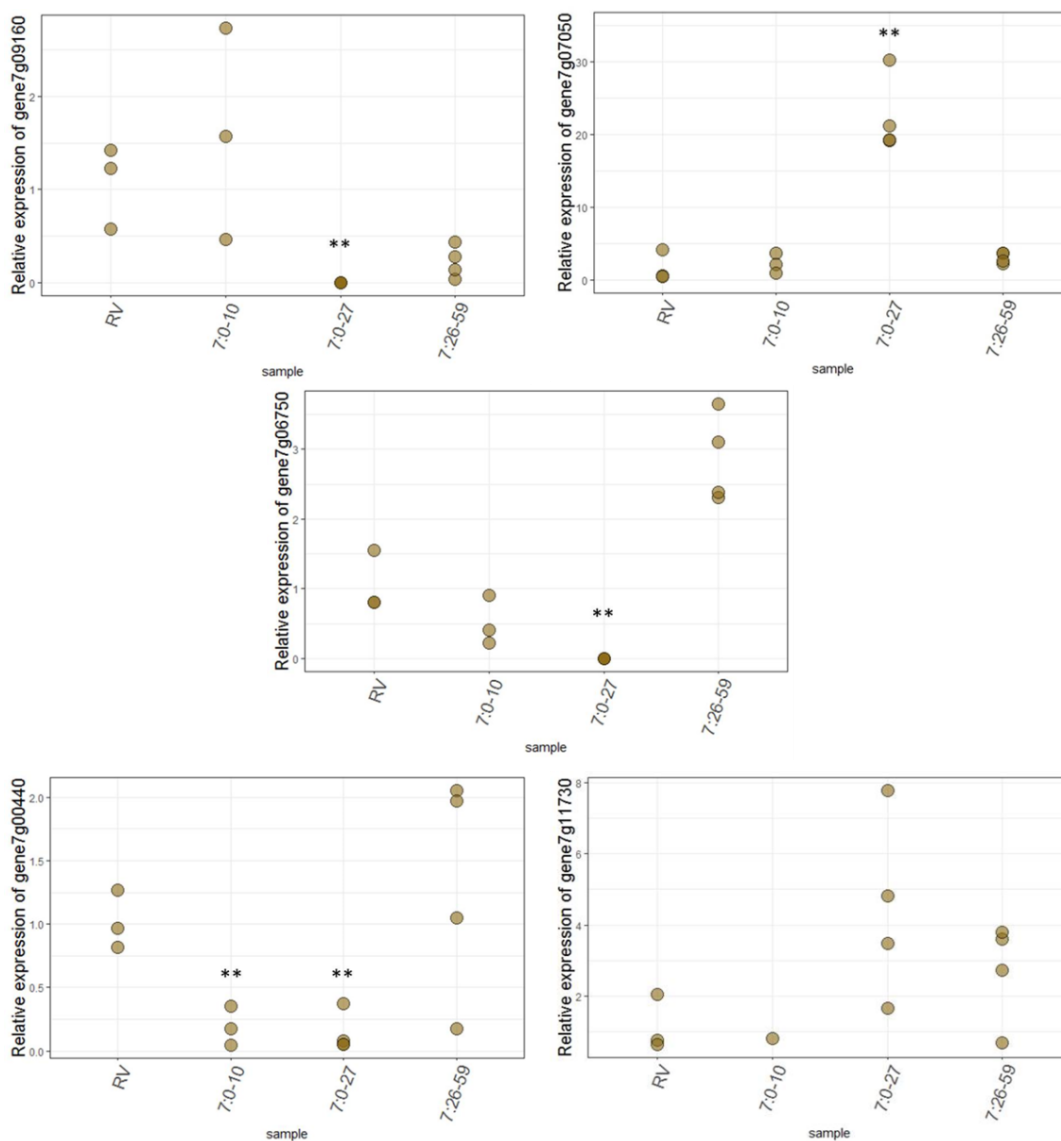 Relative expression of gene7g09160
2
1
0
**
RV
7:0-10
7:0-27
7:26-59
sample
Relative expression of gene7g07050
30
20
10
0
**
RV
7:0-10
7:0-27
7:26-59
sample
Relative expression of gene7g06750
3
2
1
0
**
RV
7:0-10
7:0-27
7:26-59
sample
Relative expression of gene7g00440
2.0
1.5
1.0
0.5
0.0
** **
RV
7:0-10
7:0-27
7:26-59
sample
Relative expression of gene7g11730
8
6
4
2
RV
7:0-10
7:0-27
7:26-59
sample